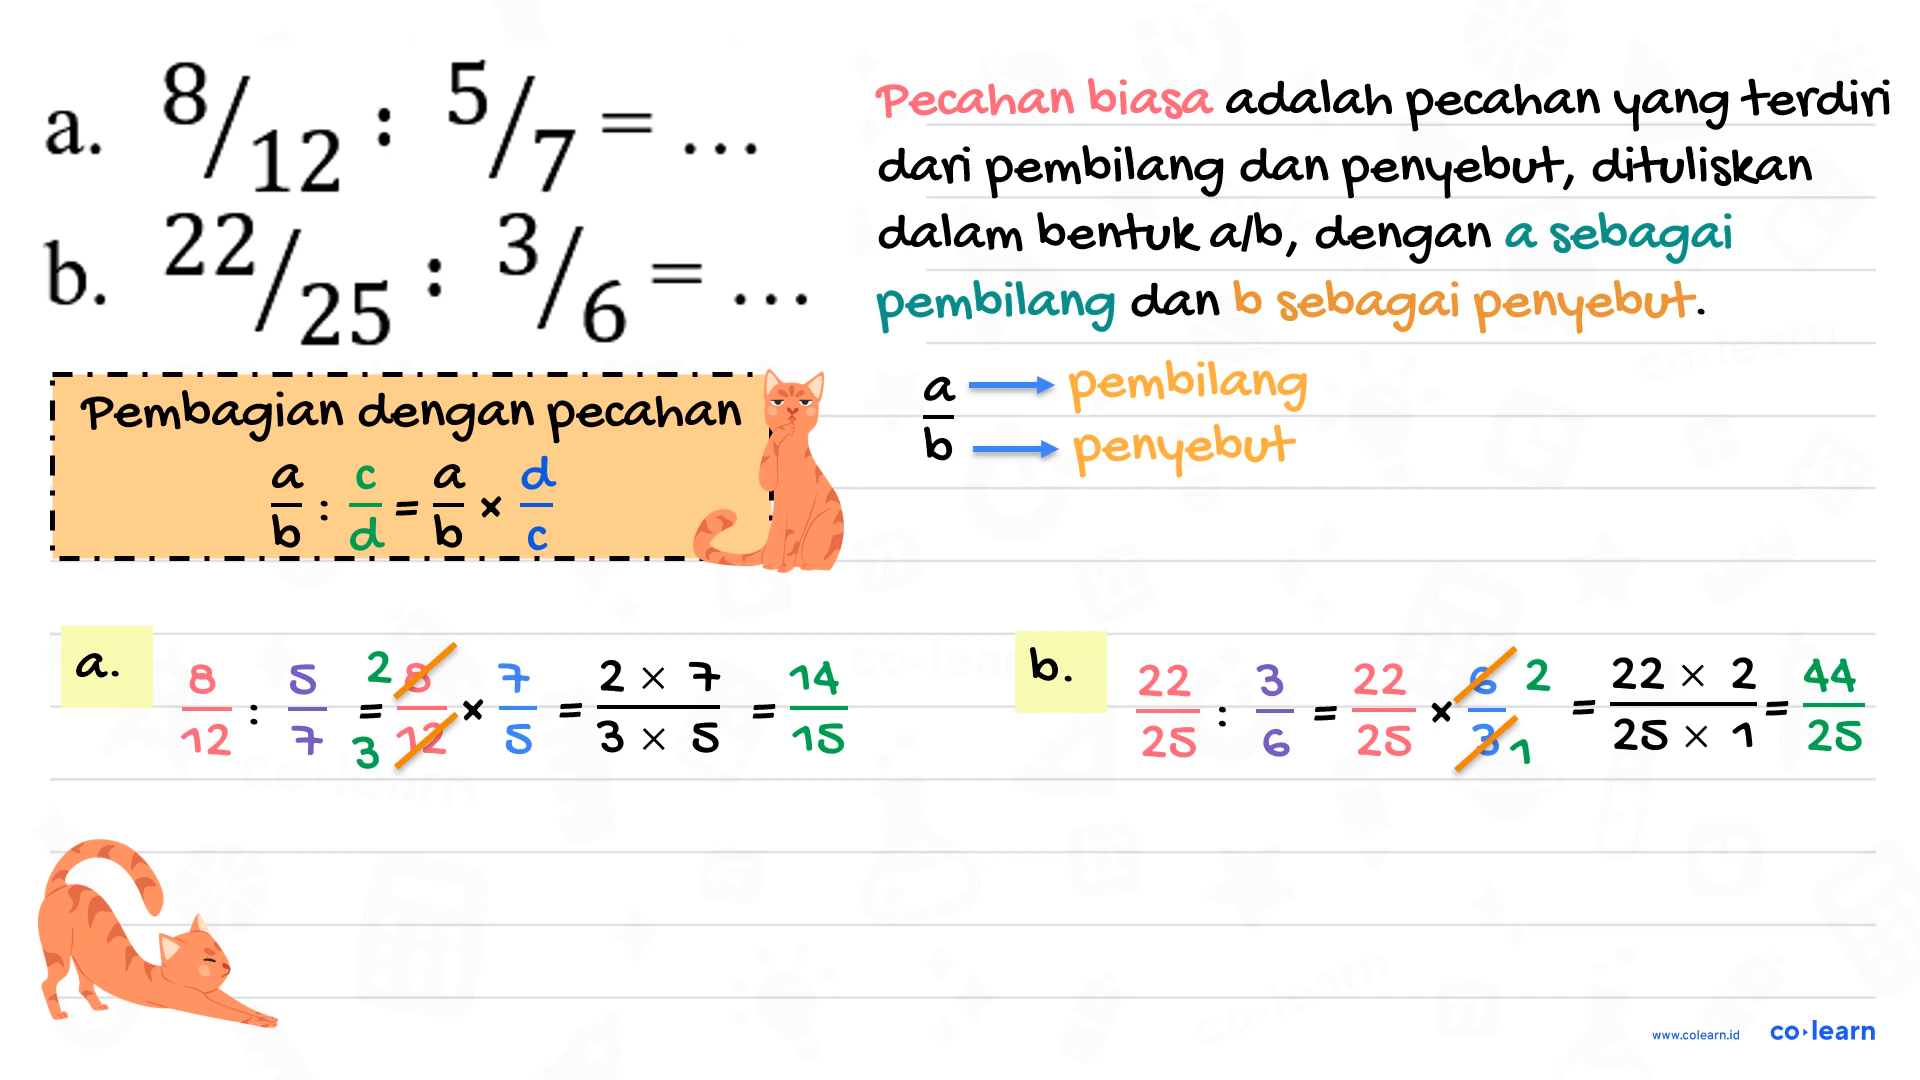 a. 8/12 : 5/7 = ...
b. 22/25 : 3/6 = ...
Pecahan biasa adalah pecahan yang terdiri
dari pembilang dan penyebut, dituliskan
dalam bentuk a/b, dengan a sebagai
pembilang dan b sebagai penyebut.
a → pembilang
b → penyebut
Pembagian dengan pecahan
a/b : c/d = a/b × d/c
a. 8/12 : 5/7 = 2 8/3 12 × 7/5 = 2 × 7/3 × 5 = 14/15
b. 22/25 : 3/6 = 22/25 × 6 2/3 1 = 22 × 2/25 × 1 = 44/25
www.colearn.id co·learn